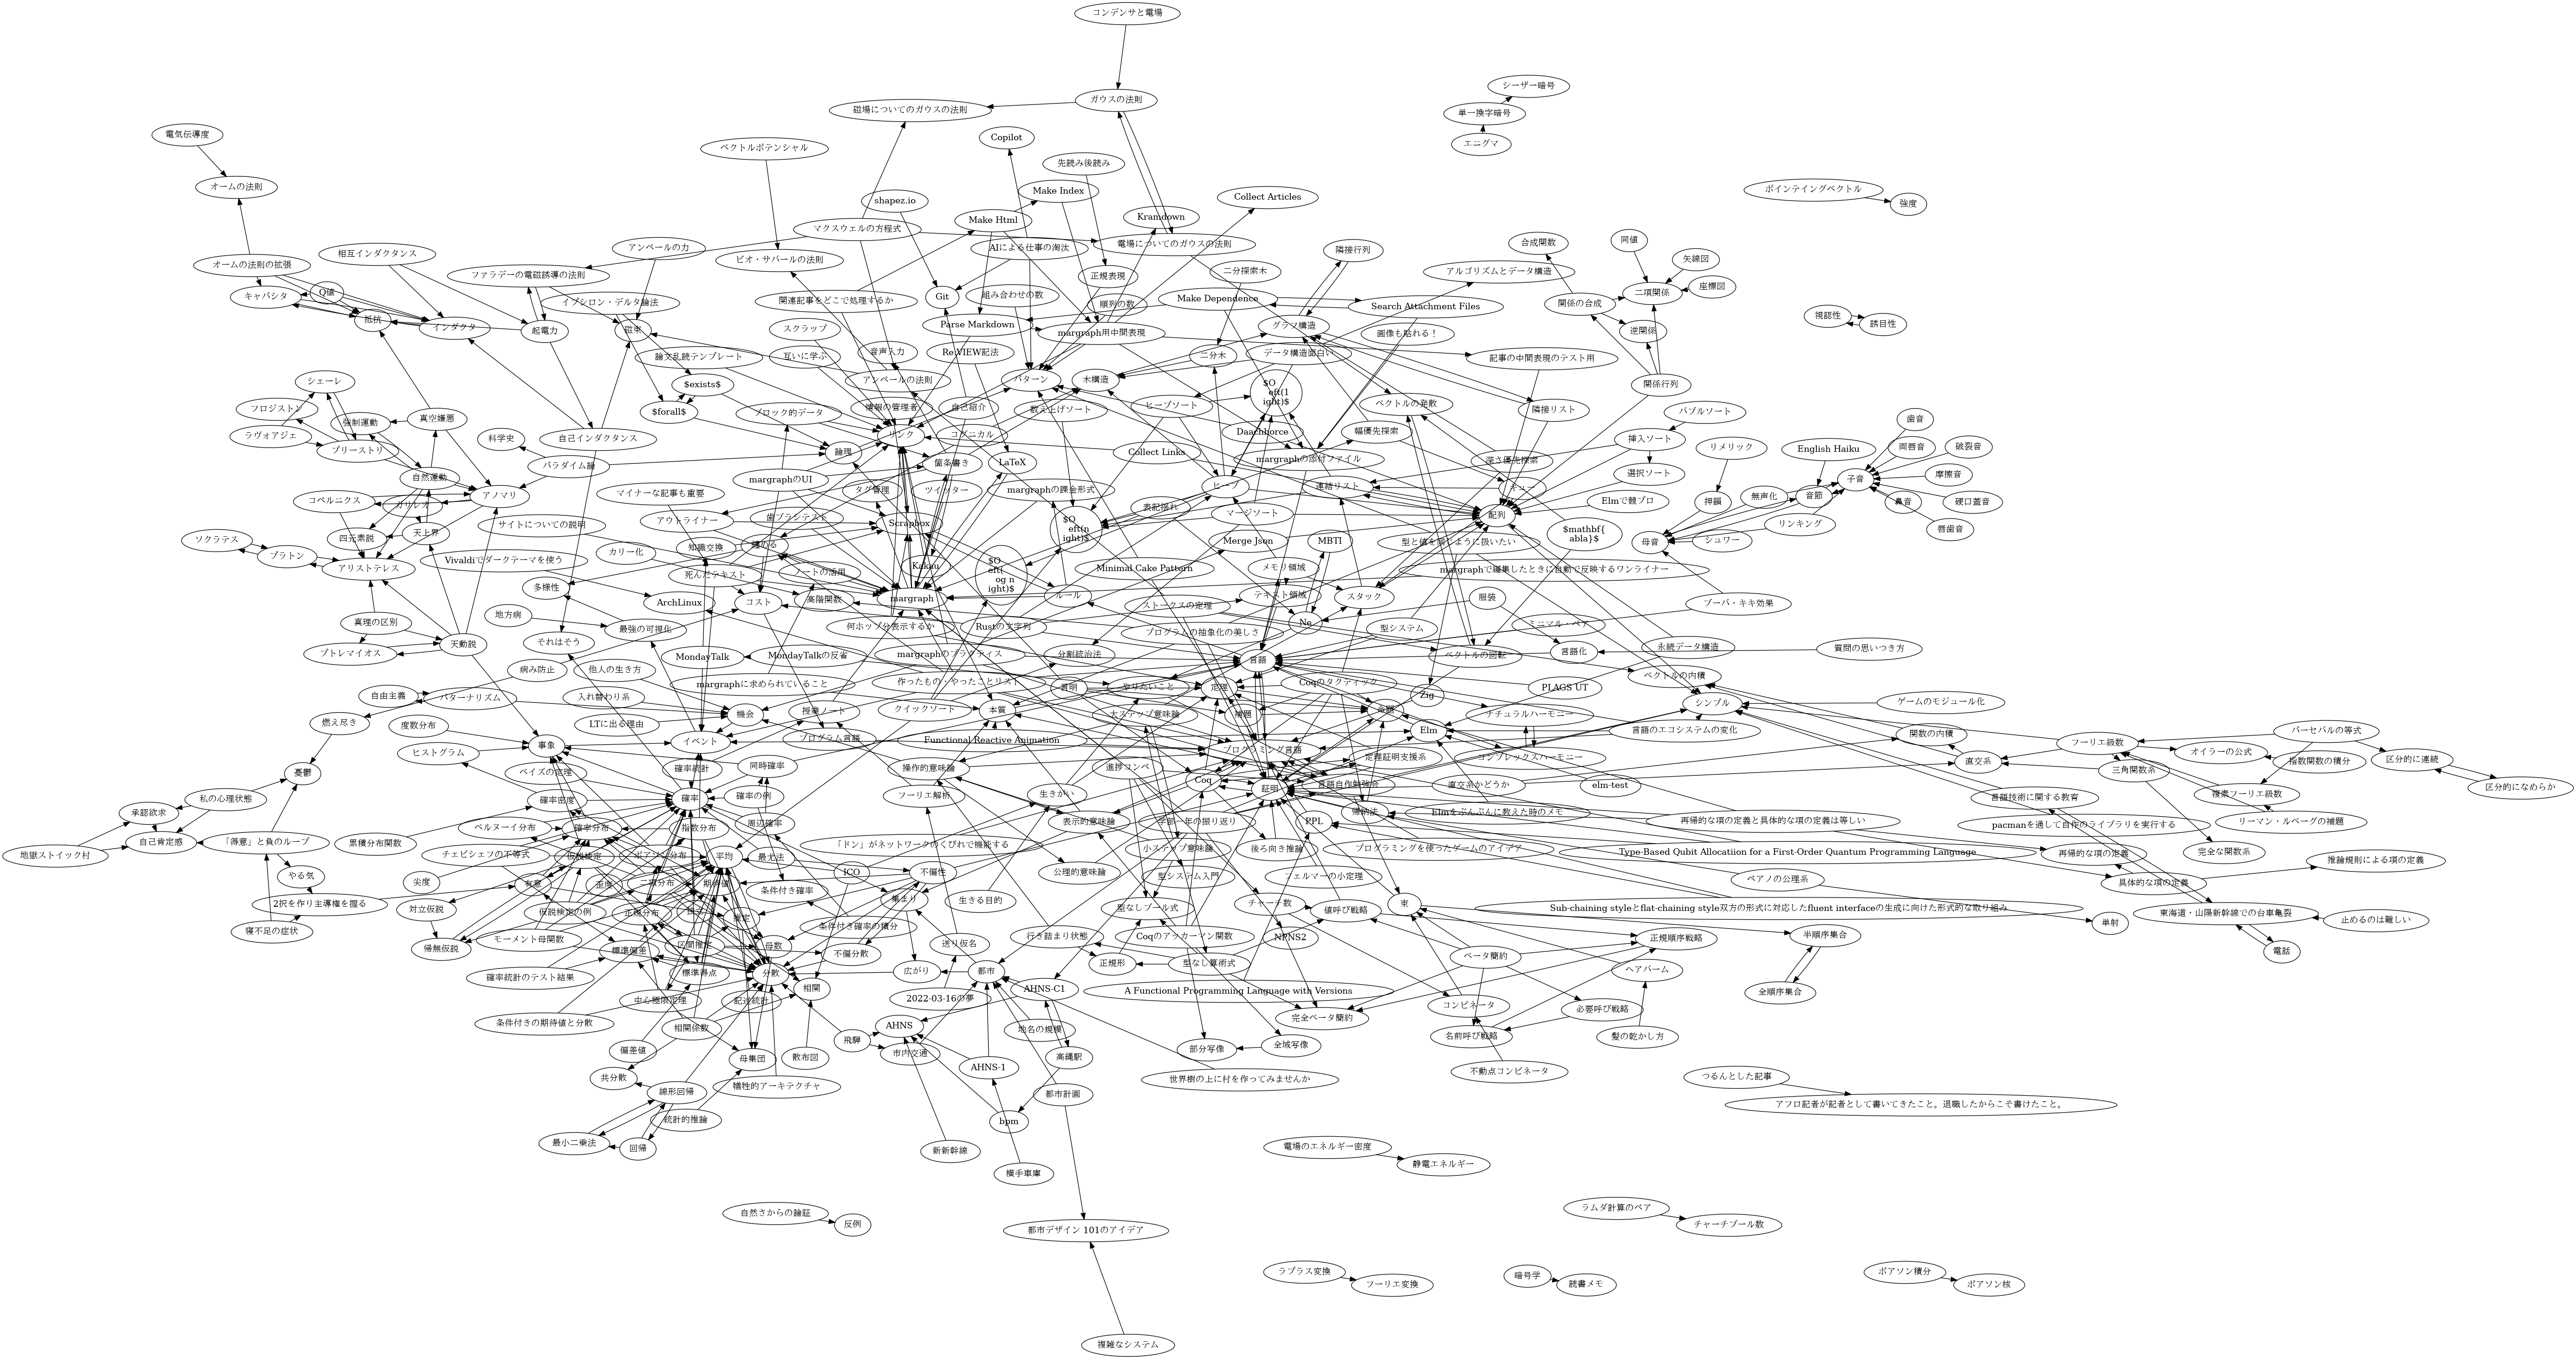 コンデンサと電場
シーザー暗号
ガウスの法則
磁場についてのガウスの法則
単一換字暗号
電気伝導度
Copilot
エニグマ
ベクトルポテンシャル
先読み後読み
オームの法則
Make Index
ポインティングベクトル
shapez.io
Collect Articles
強度
Make Html
Kramdown
マクスウェルの方程式
電場についてのガウスの法則
合成関数
同値
アンペールの力
AIによる仕事の淘汰
隣接行列
相互インダクタンス
矢線図
ビオ・サバールの法則
オームの法則の拡張
ファラデーの電磁誘導の法則
正規表現
二分探索木
アルゴリズムとデータ構造
二項関係
座標図
キャパシタ
Q値
イプシロン・デルタ論法
関連記事をどこで処理するか
Git
組み合わせの数
順列の数
Make Dependence
Search Attachment Files
関係の合成
抵抗
インダクタ
起電力
磁束
スクラップ
Parse Markdown
margraph用中間表現
グラフ構造
画像も貼れる！
逆関係
視認性
誘目性
論文乱読テンプレート
互いに学ぶ
音声入力
Re:VIEW記法
二分木
データ構造面白い
記事の中間表現のテスト用
シェーレ
$exists$
アンペールの法則
パターン
木構造
関係行列
フロジストン
真空嫌悪
$forall$
ブロック的データ
情報の管理者
自己紹介
数え上げソート
ヒープソート
ベクトルの発散
隣接リスト
バブルソート
強制運動
ラヴォアジェ
科学史
自己インダクタンス
リンク
コグニカル
Daachhorce
幅優先探索
挿入ソート
リメリック
English Haiku
歯音
両唇音
破裂音
プリーストリ
パラダイム論
論理
Collect Links
margraphの添付ファイル
深さ優先探索
選択ソート
自然運動
margraphのUI
箇条書き
LaTeX
ヒープ
連結リスト
キュー
Elmで競プロ
押韻
無声化
音節
子音
摩擦音
鼻音
硬口蓋音
アノマリ
コペルニクス
ガリレオ
マイナーな記事も重要
タグ管理
ツイッター
margraphの課金形式
表記揺れ
マージソート
配列
サイトについての説明
アウトライナー
歯ブランテスト
Scrapbox
リンキング
唇歯音
四元素説
天上界
ソクラテス
プラトン
カリー化
知識交換
Merge Json
MBTI
母音
シュワー
アリストテレス
Vivaldiでダークテーマを使う
死んだテキスト
ノートの活用
Kakau
Minimal Cake Pattern
メモリ領域
margraphで編集したときに自動で反映するワンライナー
多様性
ArchLinux
コスト
高階関数
margraph
ルール
ストークスの定理
テキスト領域
スタック
服装
ブーバ・キキ効果
地方病
最強の可視化
何ホップ分表示するか
Rustの文字列
Ne
ミニマル・ペア
真理の区別
プログラムの抽象化の美しさ
型システム
それはそう
MondayTalk
MondayTalkの反省
margraphのプラクティス
分割統治法
言語
ベクトルの回転
言語化
永続データ構造
質問の思いつき方
プトレマイオス
天動説
病み防止
他人の生き方
margraphに求められていること
作ったもの・やったことリスト
言明
やりたいこと
定理
Coqのタクティック
PLAGS UT
ベクトルの内積
自由主義
パターナリズム
入れ替わり系
Zig
シンプル
ゲームのモジュール化
燃え尽き
度数分布
LTに出る理由
機会
授業ノート
クイックソート
本質
大ステップ意味論
補題
命題
ナチュラルハーモニー
ヒストグラム
事象
イベント
プログラム言語
Functional Reactive Animation
プログラミング言語
Elm
言語のエコシステムの変化
関数の内積
フーリエ級数
パーセバルの等式
オイラーの公式
憂鬱
ベイズの定理
確率統計
同時確率
操作的意味論
進捗コンペ
Coq
定理証明支援系
コンプレックスハーモニー
直交系
三角関数系
指数関数の積分
区分的に連続
私の心理状態
確率密度
確率
確率の例
フーリエ解析
生きがい
証明
言語自作勉強会
直交系かどうか
elm-test
複素フーリエ級数
区分的になめらか
承認欲求
ベルヌーイ分布
確率分布
指数分布
周辺確率
表示的意味論
学部一年の振り返り
PPL
帰納法
Elmをぶんぶんに教えた時のメモ
再帰的な項の定義と具体的な項の定義は等しい
言語技術に関する教育
リーマン・ルベーグの補題
自己肯定感
「得意」と負のループ
累積分布関数
pacmanを通して自作のライブラリを実行する
地獄ストイック村
チェビシェフの不等式
仮説検定
ポアソン分布
平均
最尤法
「ドン」がネットワークのくびれで機能する
小ステップ意味論
後ろ向き推論
プログラミングを使ったゲームのアイデア
Type-Based Qubit Allocatiion for a First-Order Quantum Programming Language
再帰的な項の定義
完全な関数系
やる気
尖度
有意
歪度
二項分布
期待値
条件付き確率
ICO
不偏性
公理的意味論
型システム入門
フェルマーの小定理
ペアノの公理系
具体的な項の定義
推論規則による項の定義
2択を作り主導権を握る
対立仮説
仮説検定の例
正規分布
推定
集まり
生きる目的
型なしブール式
チャーチ数
値呼び戦略
束
Sub-chaining styleとflat-chaining style双方の形式に対応したfluent interfaceの生成に向けた形式的な取り組み
単射
東海道・山陽新幹線での台車亀裂
止めるのは難しい
寝不足の症状
帰無仮説
モーメント母関数
標準偏差
区間推定
母数
条件付き確率の積分
不偏分散
送り仮名
行き詰まり状態
Coqのアッカーマン関数
NPNS2
正規順序戦略
半順序集合
電話
確率統計のテスト結果
標準得点
分散
広がり
都市
正規形
型なし算術式
ベータ簡約
ヘアバーム
中心極限定理
記述統計
相関
2022-03-16の夢
AHNS-C1
A Functional Programming Language with Versions
コンビネータ
必要呼び戦略
全順序集合
条件付きの期待値と分散
相関係数
AHNS
地名の規模
完全ベータ簡約
名前呼び戦略
髪の乾かし方
偏差値
母集団
散布図
飛騨
市内交通
AHNS-1
高縄駅
部分写像
全域写像
不動点コンビネータ
共分散
犠牲的アーキテクチャ
世界樹の上に村を作ってみませんか
つるんとした記事
線形回帰
都市計画
アフロ記者が記者として書いてきたこと。退職したからこそ書けたこと。
統計的推論
bpm
最小二乗法
回帰
新新幹線
電場のエネルギー密度
静電エネルギー
横手車庫
自然さからの論証
反例
都市デザイン 101のアイデア
ラムダ計算のペア
チャーチブール数
ラプラス変換
フーリエ変換
暗号学
読書メモ
ポアソン積分
ポアソン核
複雑なシステム